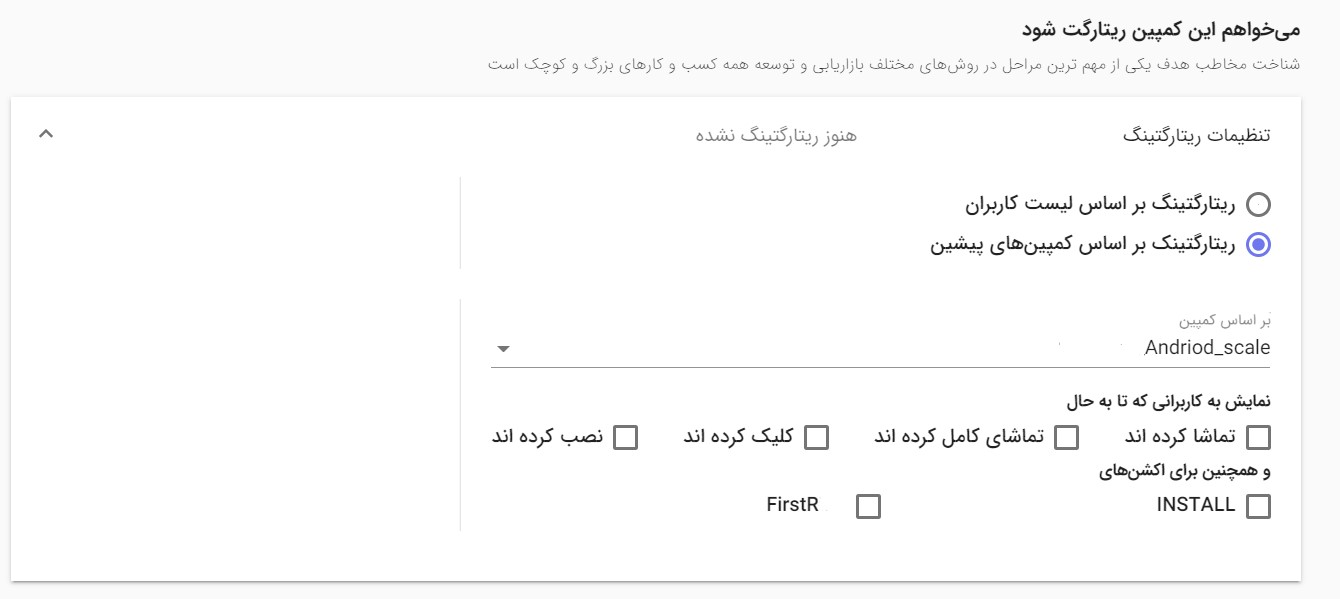 می‌خواهم این کمپین ریتارگت شود
شناخت مخاطب هدف یکی از مهم ترین مراحل در روش‌های مختلف بازاریابی و توسعه همه کسب و کارهای بزرگ و کوچک است
تنظیمات ریتارگتینگ هنوز ریتارگتینگ نشده
ریتارگتینگ بر اساس لیست کاربران
ریتارگتینک بر اساس کمپین‌های پیشین
بر اساس کمپین
Andriod_scale
نمایش به کاربرانی که تا به حال
تماشا کرده اند تماشای کامل کرده اند کلیک کرده اند نصب کرده اند
و همچنین برای اکشن‌های
INSTALL FirstR